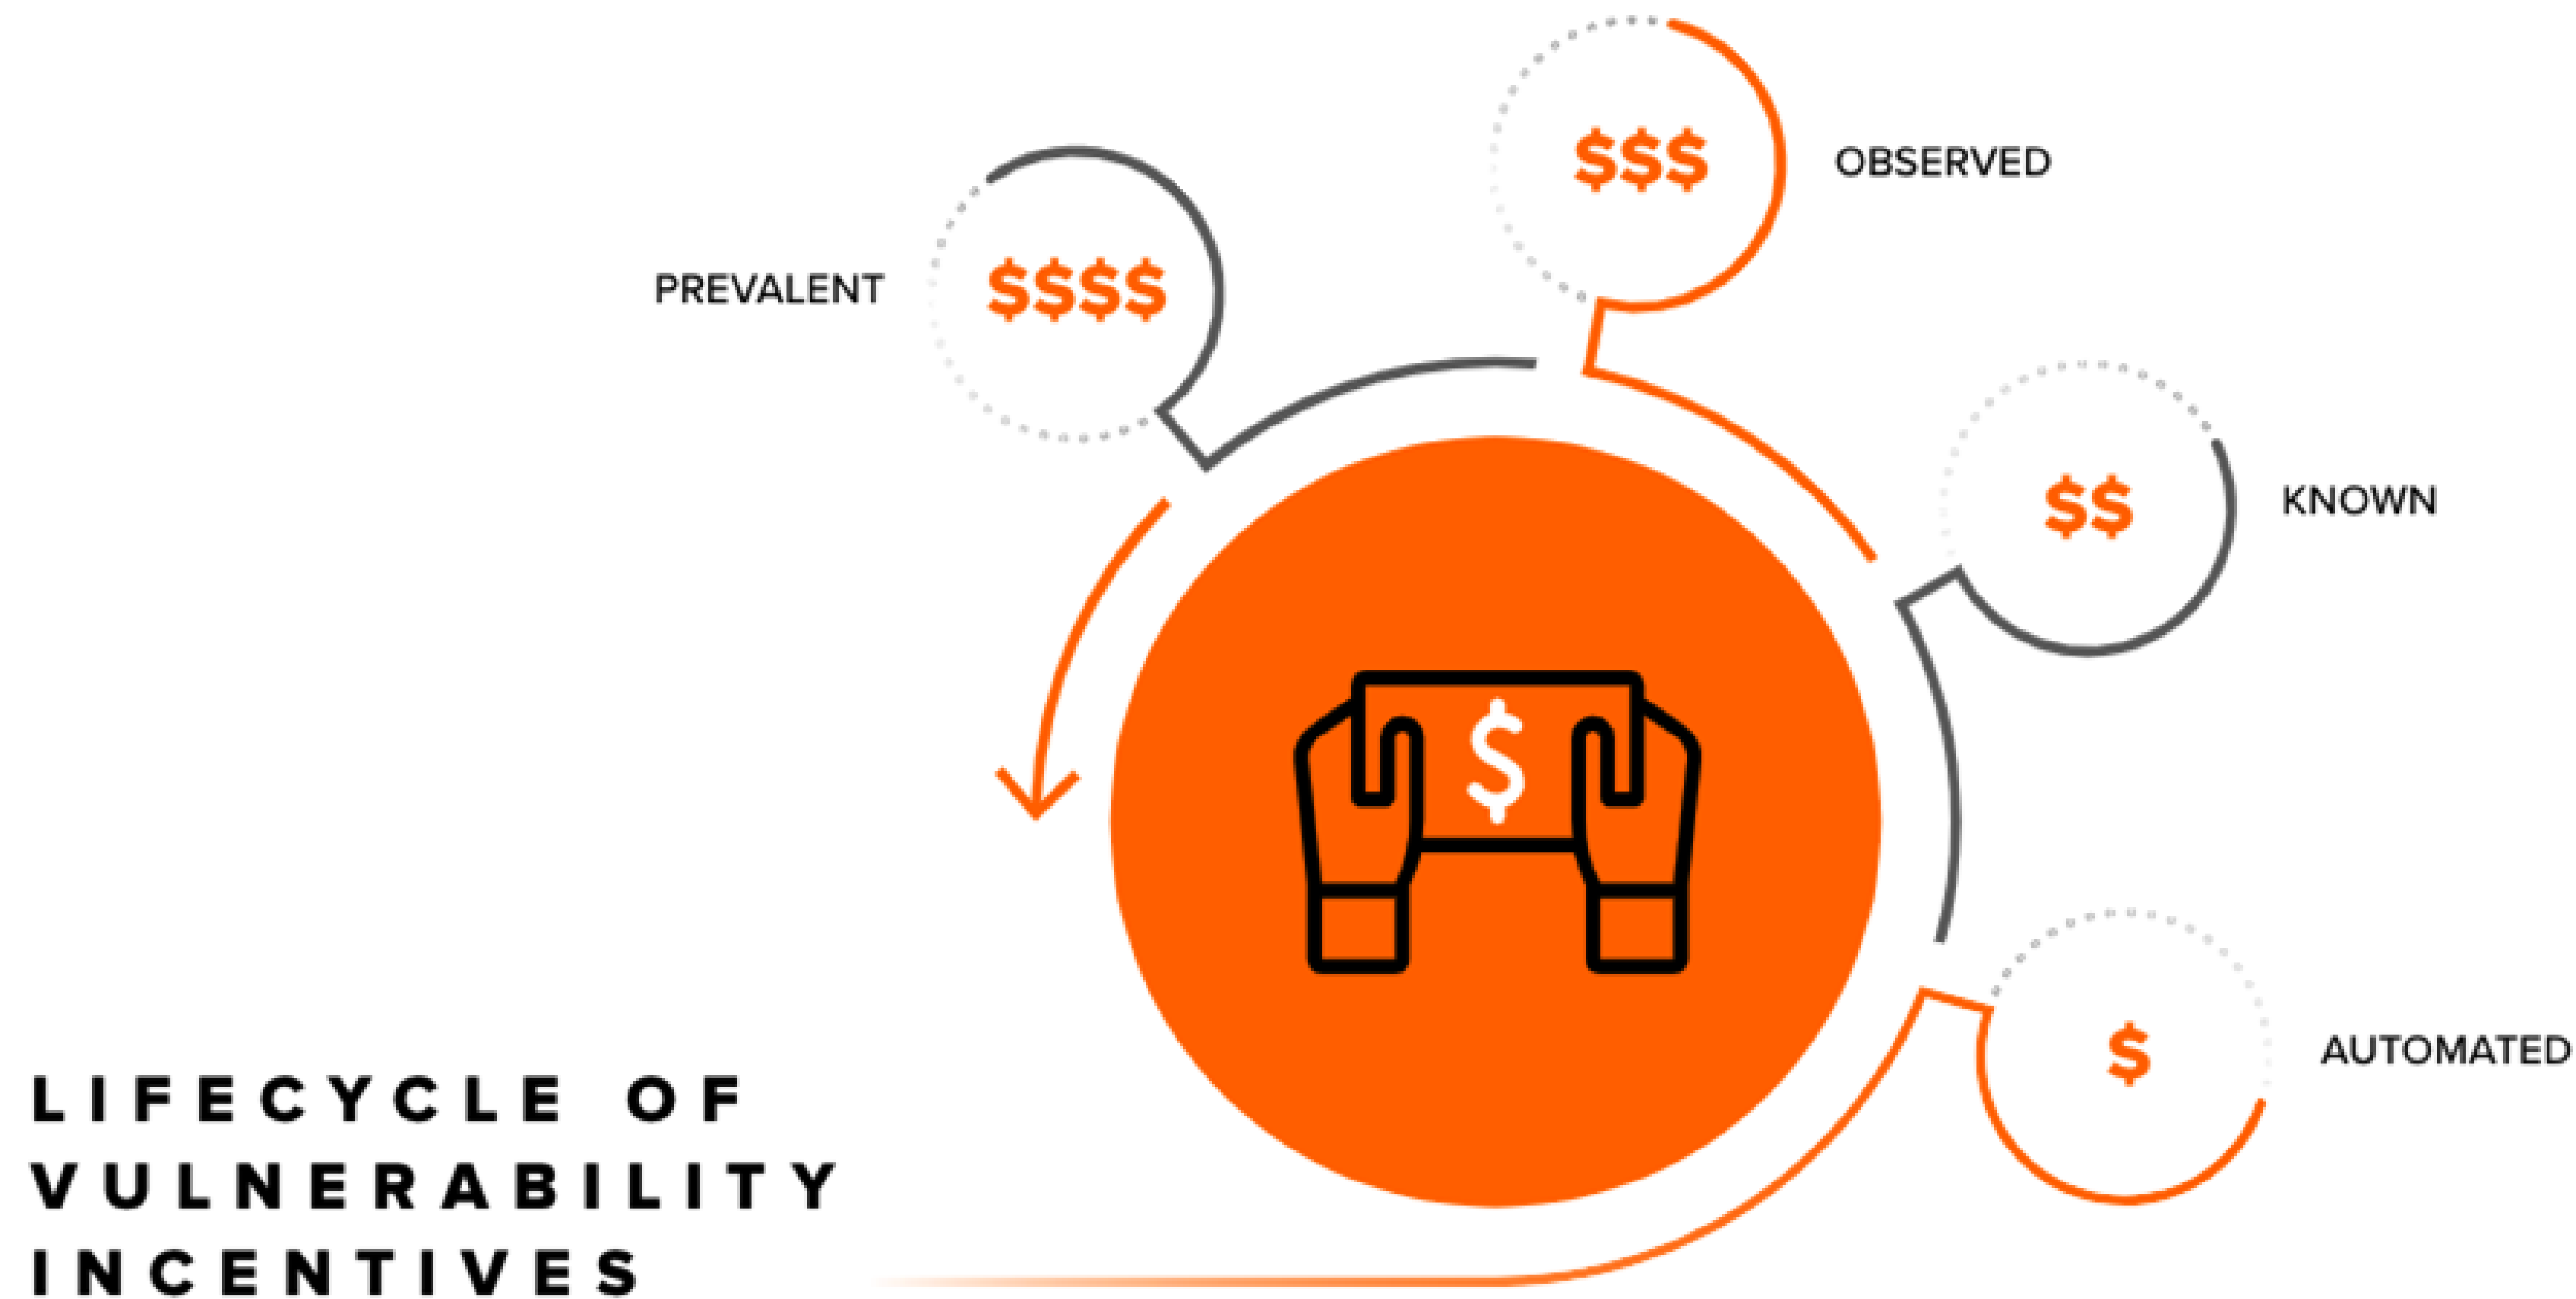 OBSERVED
$$$
PREVALENT
$$$$
KNOWN
$$
$
AUTOMATED
$
LIFECYCLE OF
VULNERABILITY
INCENTIVES